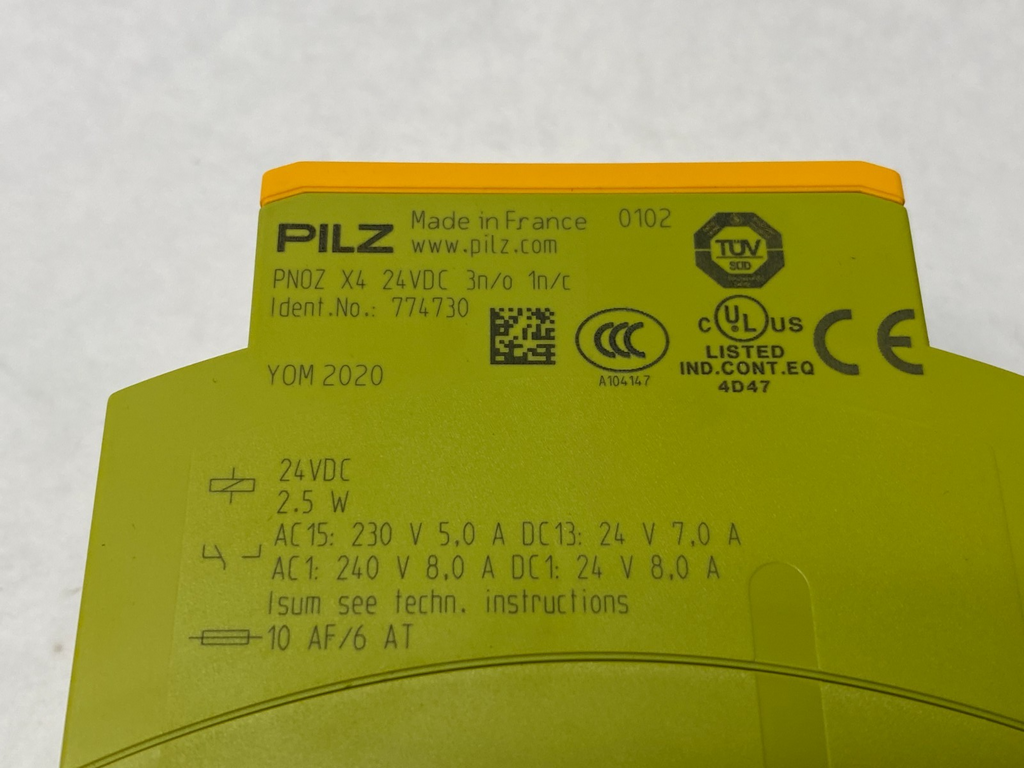 PILZ Made in France 0102
www.pilz.com
PNOZ X4 24VDC 3n/o 1n/c
Ident.No.: 774730
YOM 2020
TÜV
SÜD
CCC
A104147
C UL US
LISTED
IND.CONT.EQ
4D47
CE
24VDC
2.5 W
AC15: 230 V 5,0 A DC13: 24 V 7,0 A
AC1: 240 V 8,0 A DC1: 24 V 8,0 A
Isum see techn. instructions
10 AF/6 AT